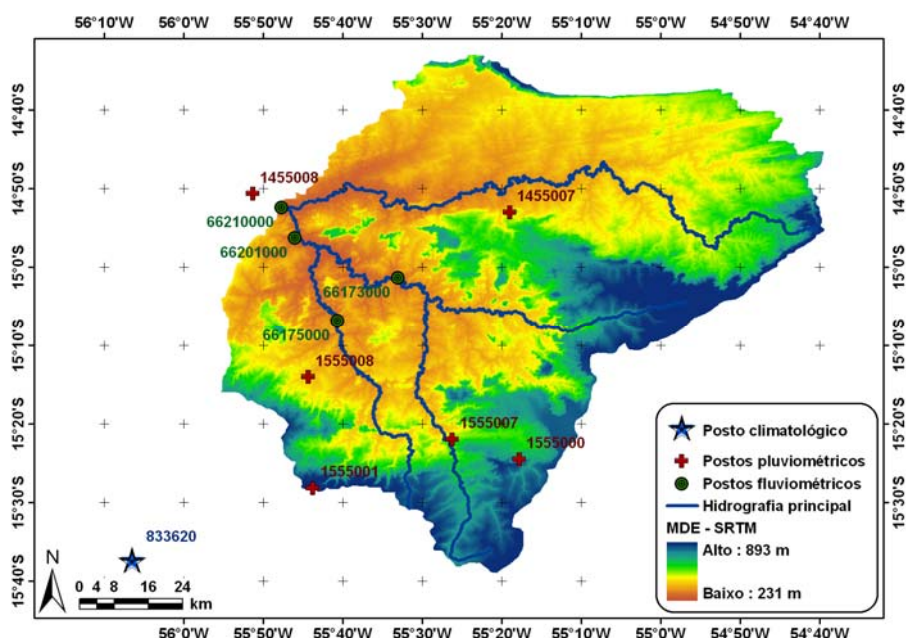 56°10'W 56°0'W 55°50'W 55°40'W 55°30'W 55°20'W 55°10'W 55°0'W 54°50'W 54°40'W
14°40'S 14°40'S
14°50'S 14°50'S
1455008
1455007
66210000
66201000
15°0'S 15°0'S
66173000
66175000
15°10'S 15°10'S
1555008
15°20'S 15°20'S
1555007
1555000
1555001
15°30'S 15°30'S
833620
15°40'S 15°40'S
N
0 4 8 16 24
km
Posto climatológico
Postos pluviométricos
Postos fluviométricos
Hidrografia principal
MDE - SRTM
Alto : 893 m
Baixo : 231 m
56°10'W 56°0'W 55°50'W 55°40'W 55°30'W 55°20'W 55°10'W 55°0'W 54°50'W 54°40'W